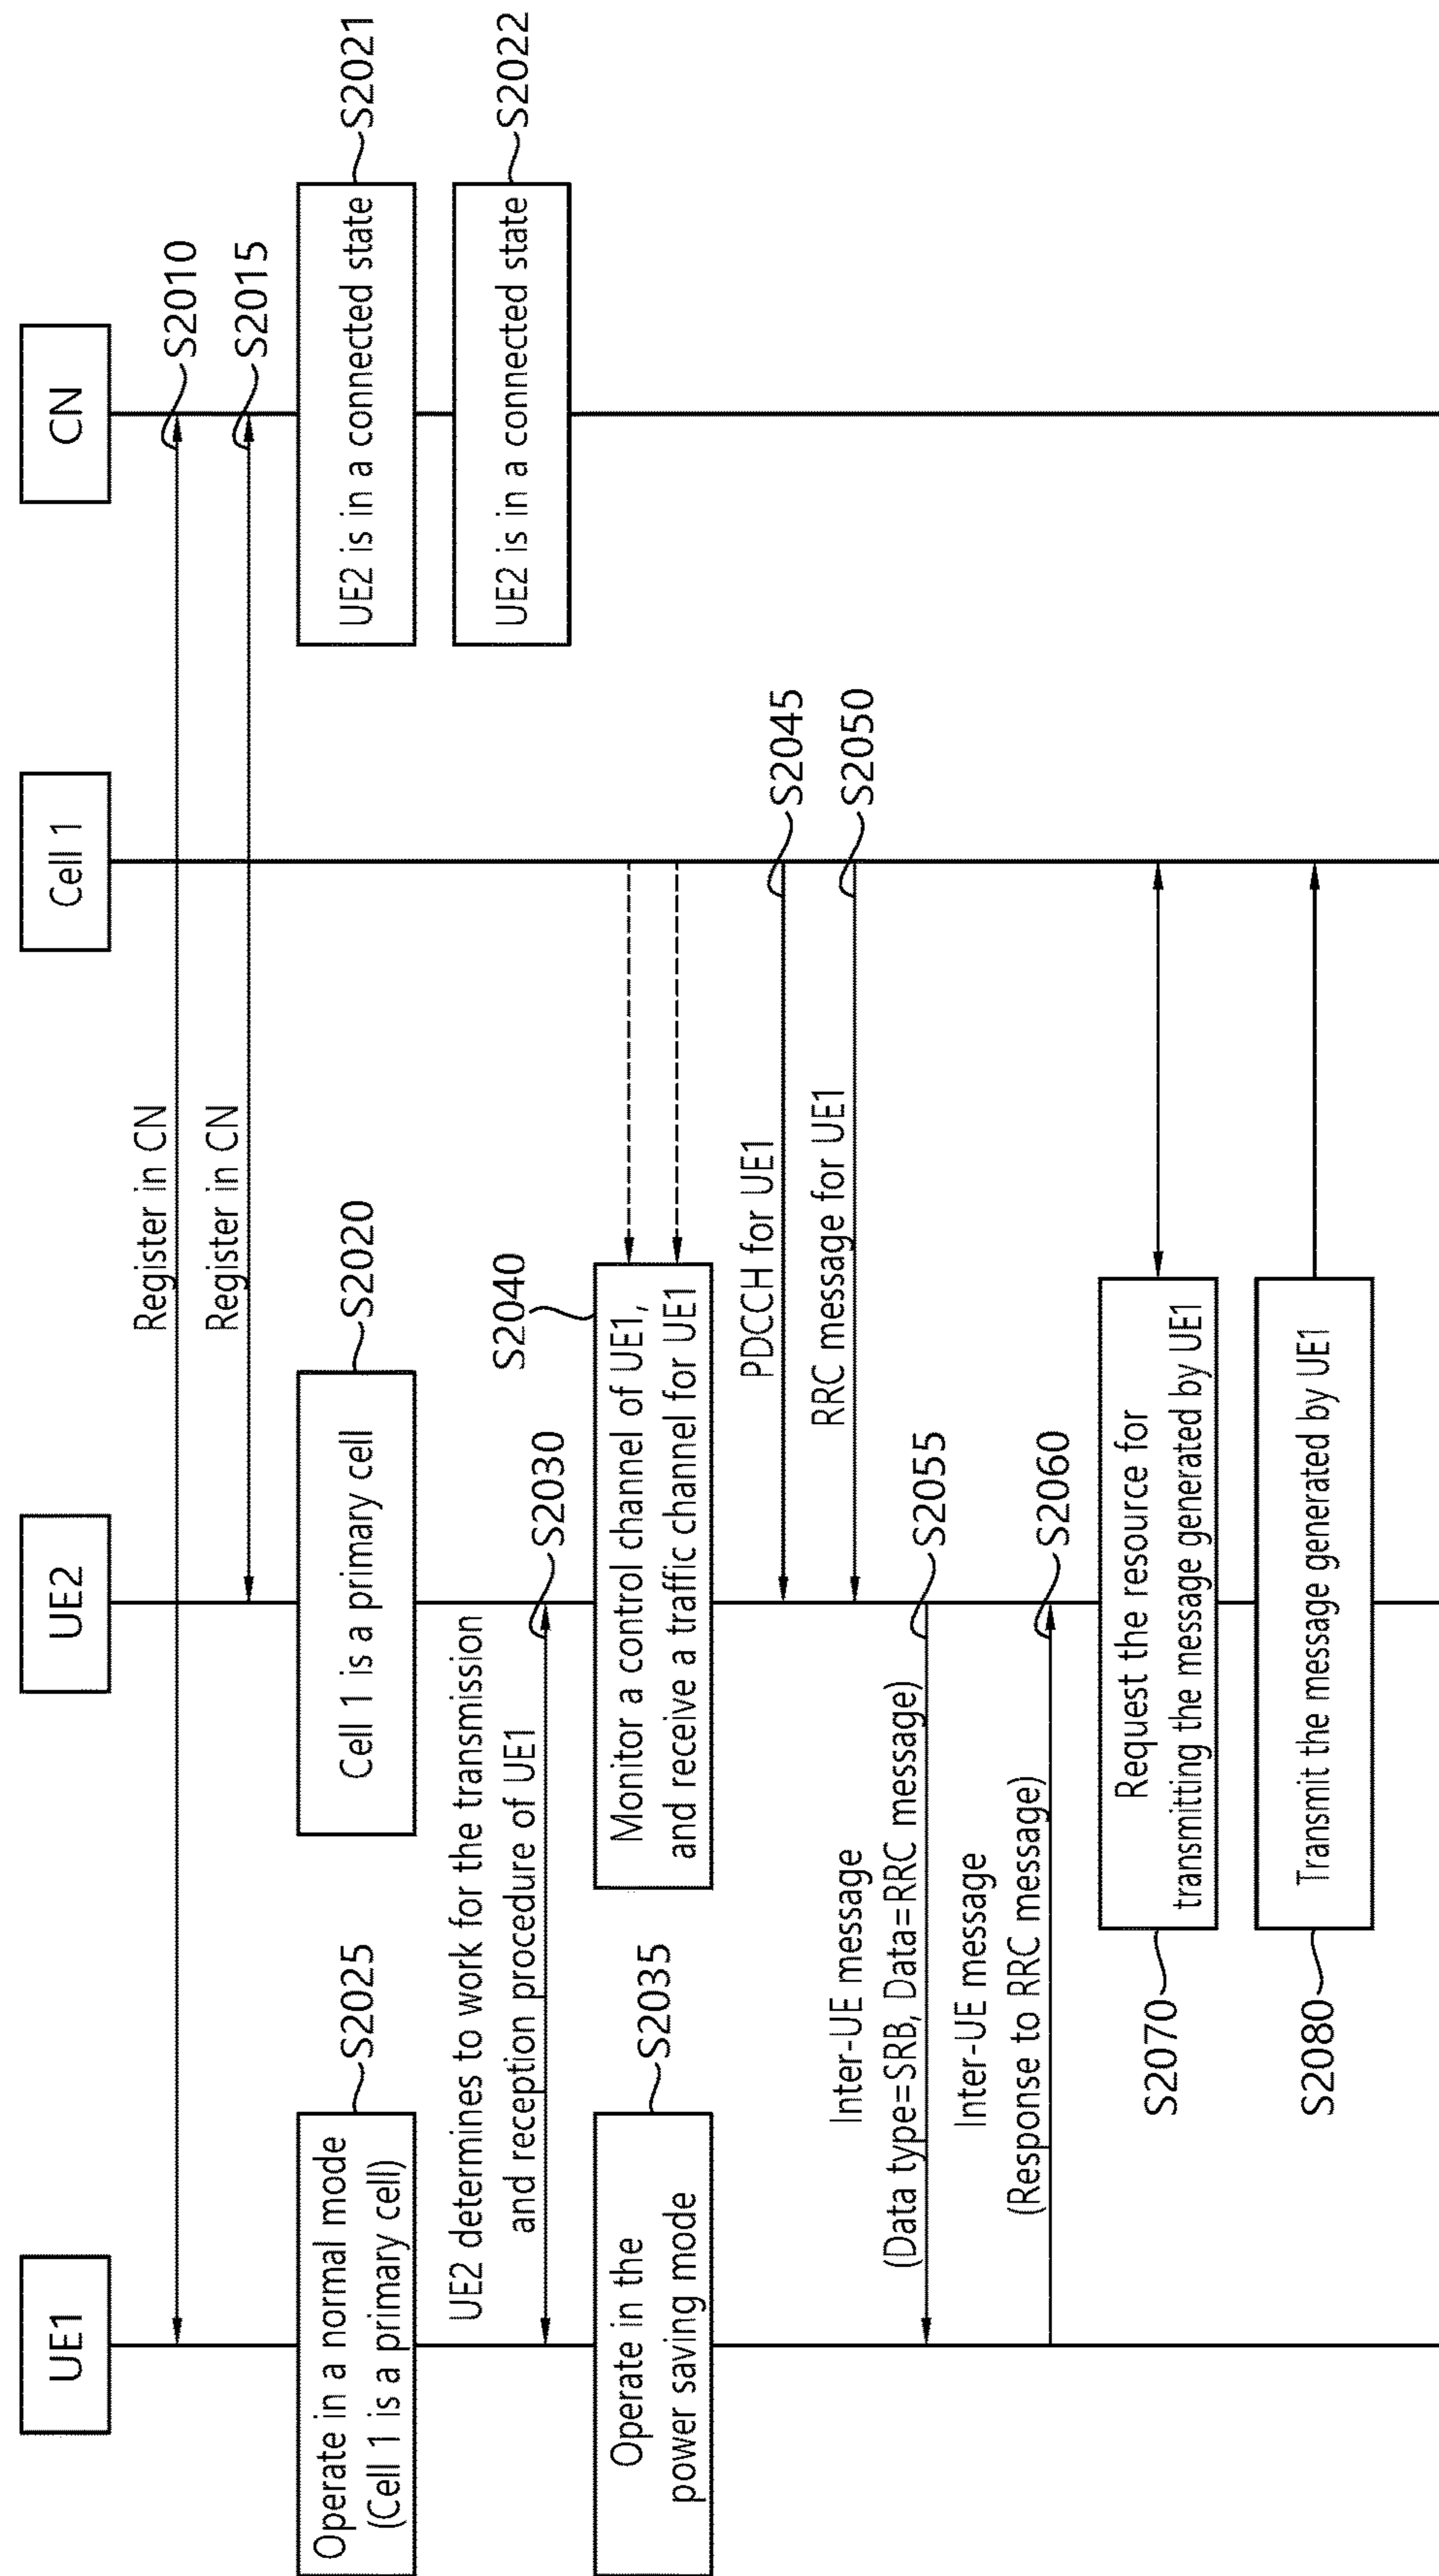 UE1
UE2
Cell 1
CN
Register in CN
S2010
Register in CN
S2015
Operate in a normal mode
(Cell 1 is a primary cell)
S2025
Cell 1 is a primary cell
S2020
UE2 is in a connected state
S2021
UE2 is in a connected state
S2022
UE2 determines to work for the transmission
and reception procedure of UE1
S2030
Operate in the
power saving mode
S2035
Monitor a control channel of UE1,
and receive a traffic channel for UE1
S2040
PDCCH for UE1
S2045
RRC message for UE1
S2050
Inter-UE message
(Data type=SRB, Data=RRC message)
S2055
Inter-UE message
(Response to RRC message)
S2060
Request the resource for
transmitting the message generated by UE1
S2070
Transmit the message generated by UE1
S2080